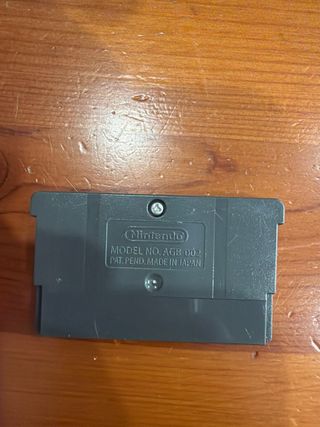 Nintendo
MODEL NO. AGB-002
PAT. PEND. MADE IN JAPAN